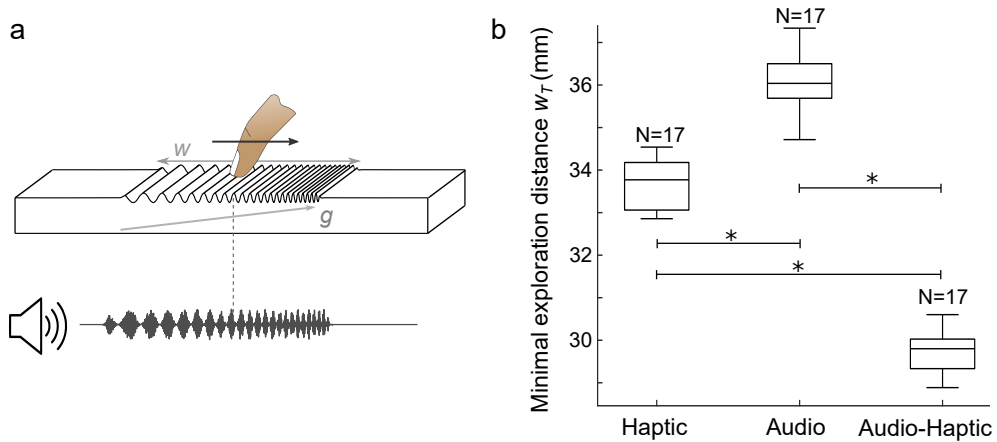 a
w
g
b
Minimal exploration distance w_T (mm)
36
34
32
30
N=17
N=17
N=17
*
*
*
Haptic
Audio
Audio-Haptic